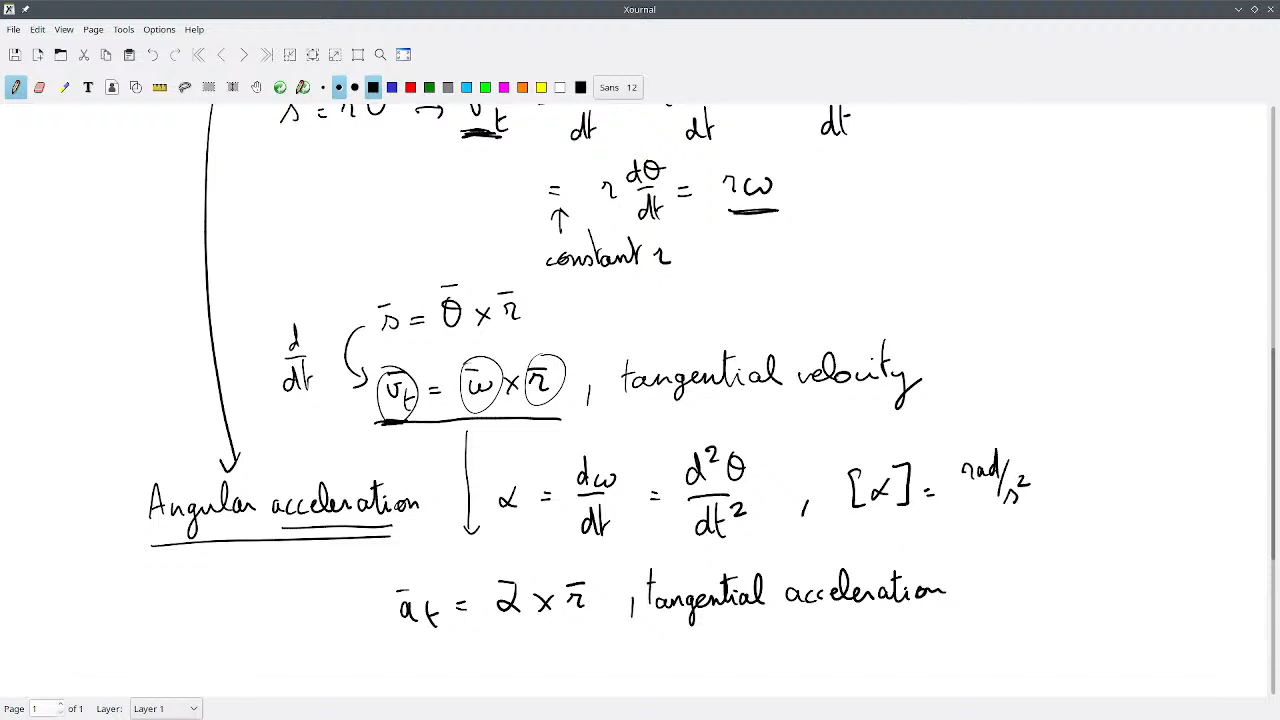 Xournal
File Edit View Page Tools Options Help
Sans 12
s = rθ → v_t
dt dt dt
= r dθ/dt = rω
↑
constant r
s̄ = θ̄ × r̄
d/dt
v̄_t = ω̄ × r̄ , tangential velocity
Angular acceleration α = dω/dt = d²θ/dt² , [α] = rad/s²
ā_t = ᾱ × r̄ , tangential acceleration
Page 1 of 1 Layer: Layer 1